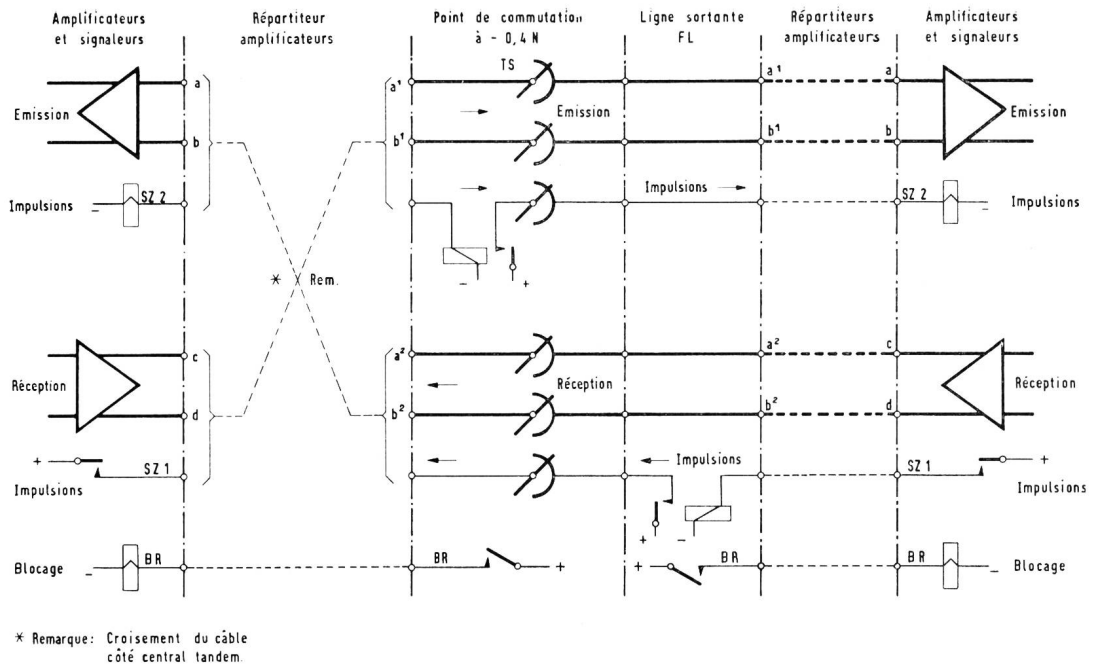 Amplificateurs
et signaleurs
Répartiteur
amplificateurs
Point de commutation
à - 0,4 N
Ligne sortante
FL
Répartiteurs
amplificateurs
Amplificateurs
et signaleurs
TS
a
a¹
a¹
a
Emission
Emission
Emission
b
b¹
b¹
b
Impulsions
SZ 2
Impulsions
SZ 2
Impulsions
- 
-
* Rem.
- +
c
a²
a²
c
Réception
Réception
Réception
d
b²
b²
d
+
SZ 1
Impulsions
Impulsions
SZ 1
+
Impulsions
+ -
Blocage
-
BR
BR
+
+
BR
BR
-
Blocage
* Remarque: Croisement du câble
côté central tandem.